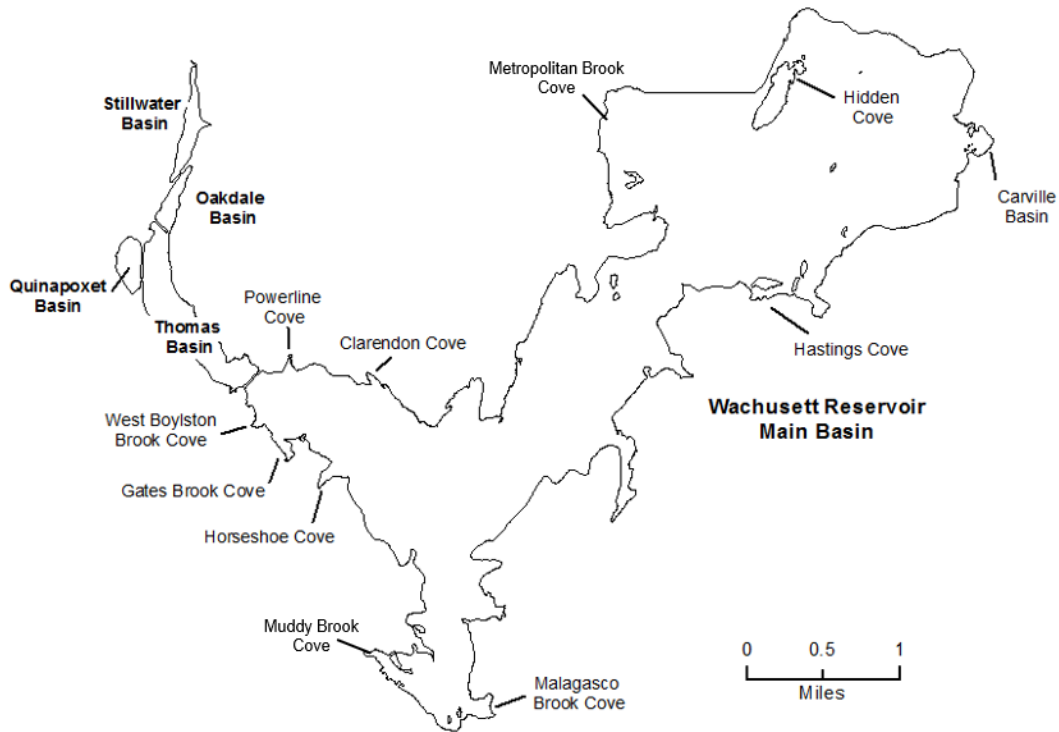 Metropolitan Brook
Cove
Hidden
Cove
Stillwater
Basin
Oakdale
Basin
Carville
Basin
Quinapoxet
Basin
Powerline
Cove
Thomas
Basin
Clarendon Cove
Hastings Cove
Wachusett Reservoir
Main Basin
West Boylston
Brook Cove
Gates Brook Cove
Horseshoe Cove
Muddy Brook
Cove
Malagasco
Brook Cove
0 0.5 1
Miles